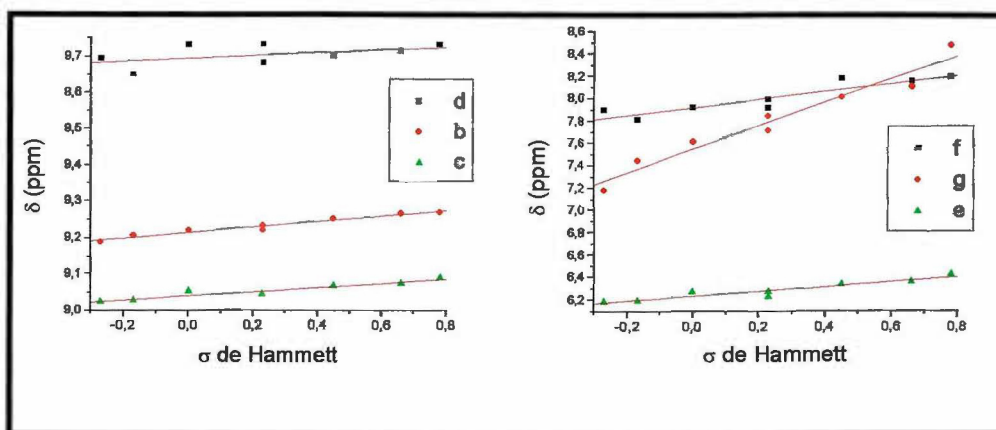 δ (ppm)
9,7
9,6
9,5
9,4
9,3
9,2
9,1
9,0
-0,2 0,0 0,2 0,4 0,6 0,8
σ de Hammett
d
b
c
δ (ppm)
8,6
8,4
8,2
8,0
7,8
7,6
7,4
7,2
7,0
6,8
6,6
6,4
6,2
-0,2 0,0 0,2 0,4 0,6 0,8
σ de Hammett
f
g
e